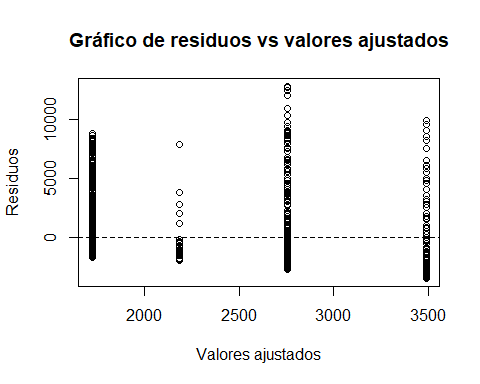 Gráfico de residuos vs valores ajustados
Residuos
10000
5000
0
2000 2500 3000 3500
Valores ajustados